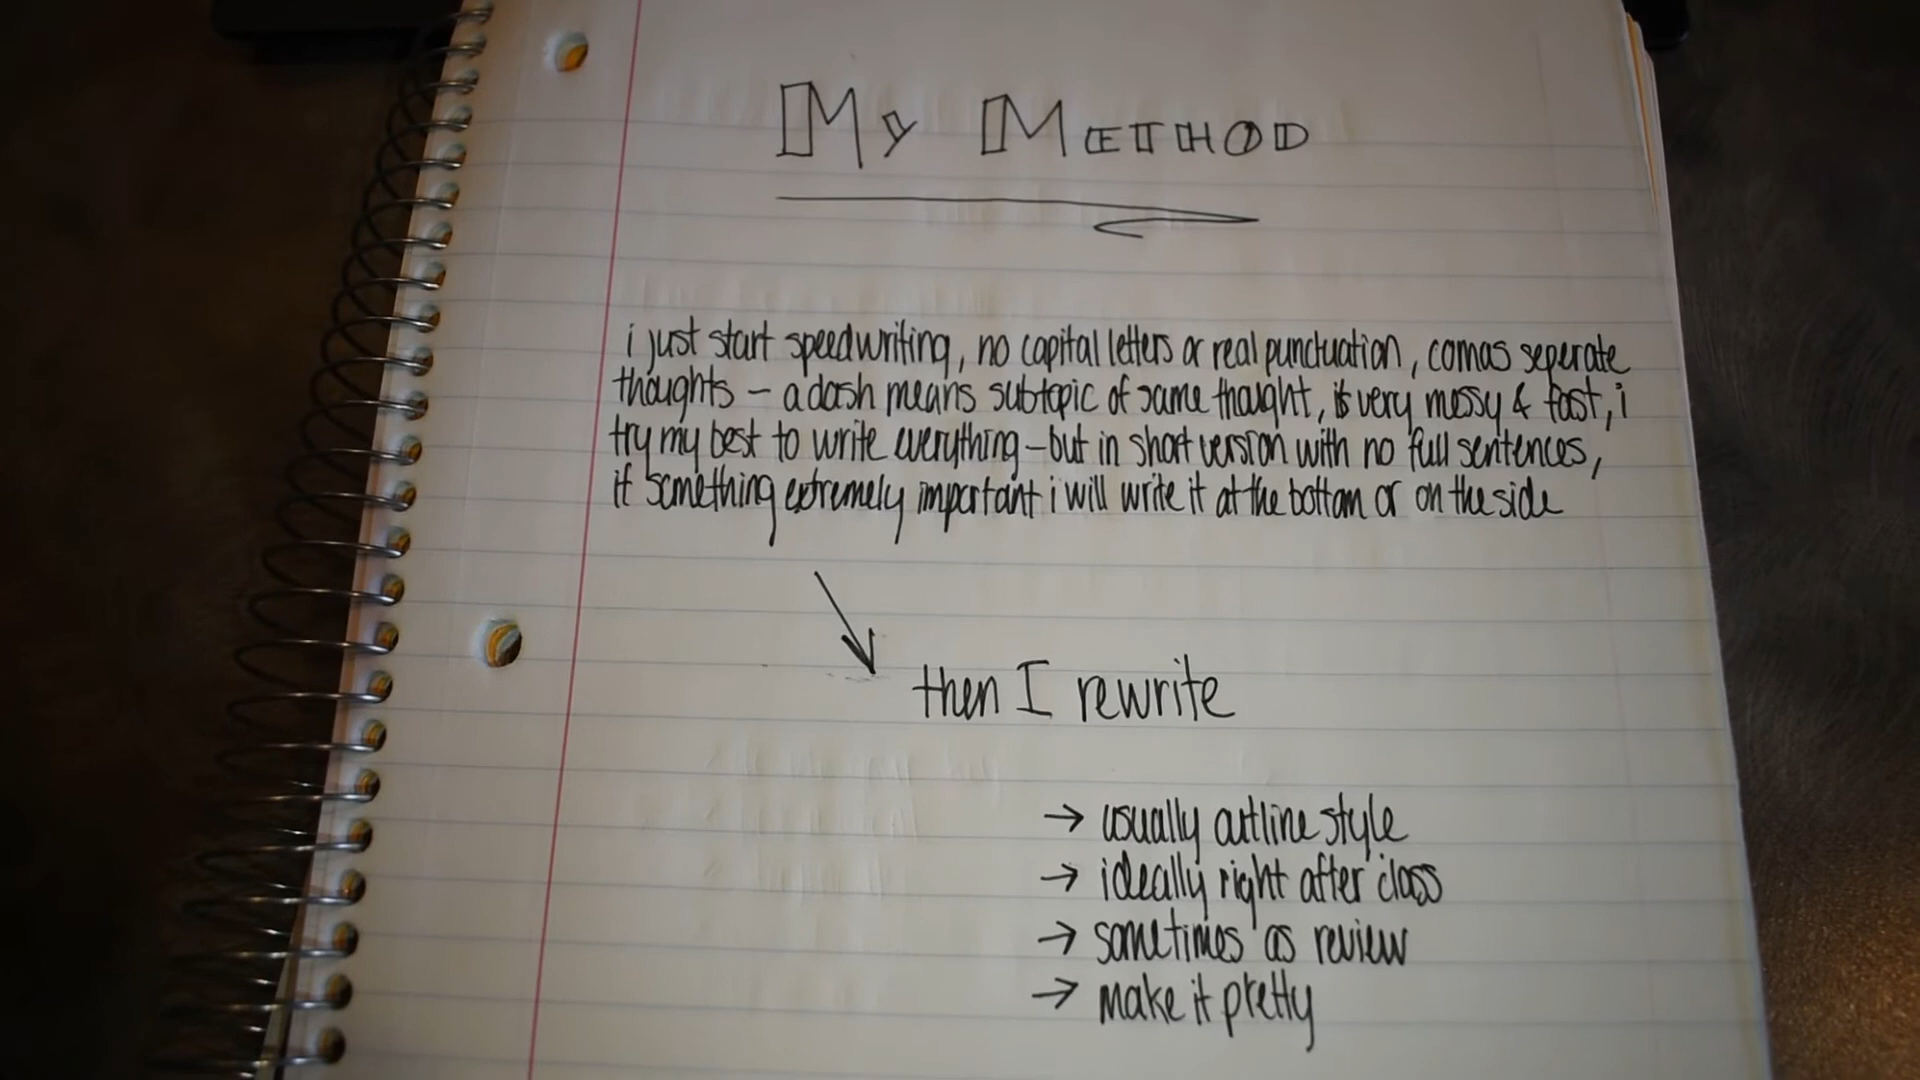 My Method
i just start speedwriting, no capital letters or real punctuation, comas seperate
thoughts – a dash means subtopic of same thought, is very messy & fast, i
try my best to write everything – but in short version with no full sentences,
if something extremely important i will write it at the bottom or on the side
then I rewrite
→ usually outline style
→ ideally right after class
→ sometimes as review
→ make it pretty